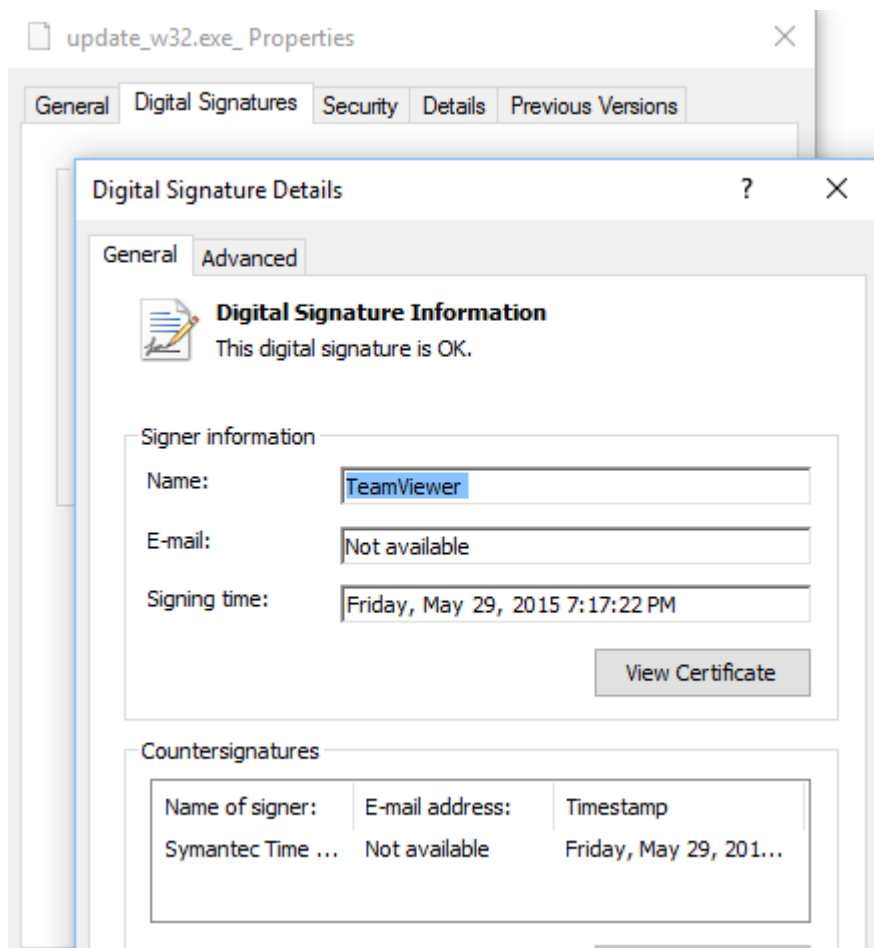 update_w32.exe_ Properties
General Digital Signatures Security Details Previous Versions
Digital Signature Details ?
General Advanced
Digital Signature Information
This digital signature is OK.
Signer information
Name: TeamViewer
E-mail: Not available
Signing time: Friday, May 29, 2015 7:17:22 PM
View Certificate
Countersignatures
Name of signer: E-mail address: Timestamp
Symantec Time ... Not available Friday, May 29, 201...